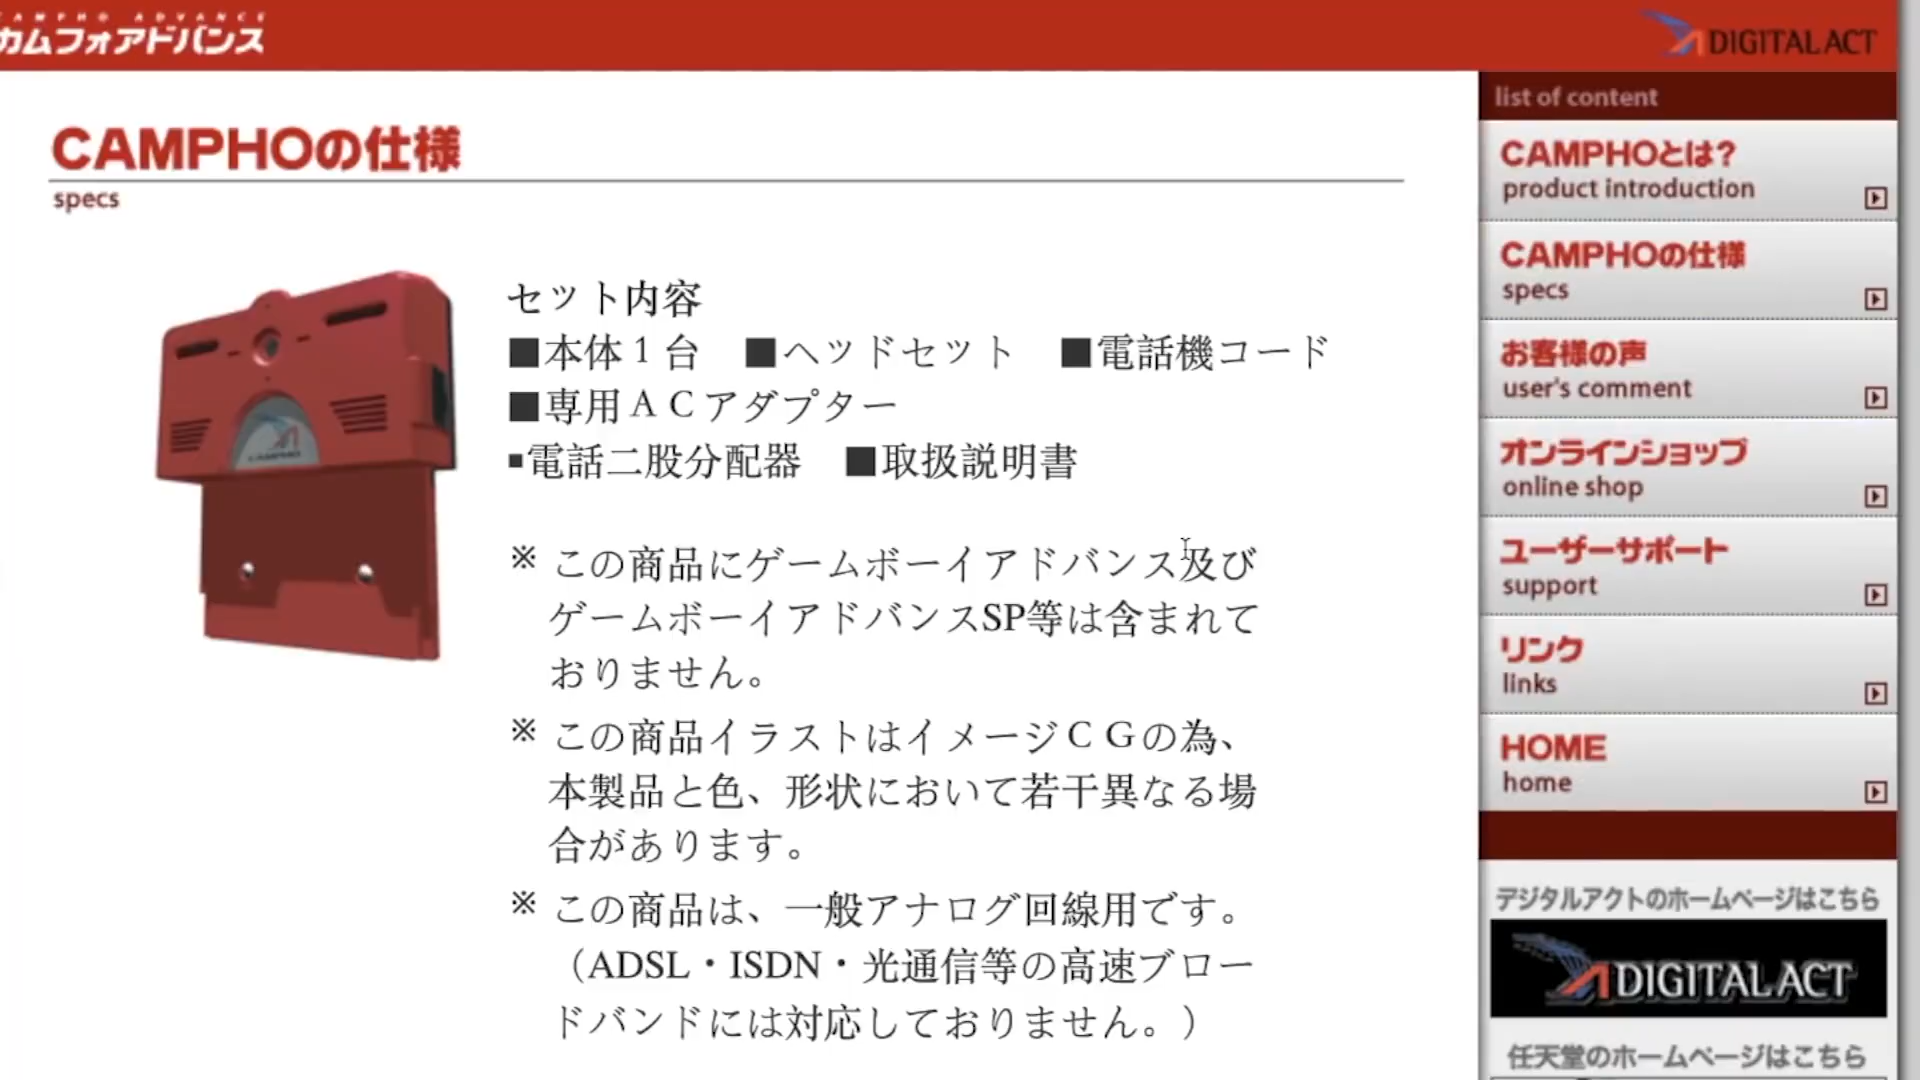 CAMPHO ADVANCE
カムフォアドバンス
DIGITAL ACT
CAMPHOの仕様
specs
CAMPHO
セット内容
■本体１台　■ヘッドセット　■電話機コード
■専用ＡＣアダプター
▪電話二股分配器　■取扱説明書
※ この商品にゲームボーイアドバンス及び
ゲームボーイアドバンスSP等は含まれて
おりません。
※ この商品イラストはイメージＣＧの為、
本製品と色、形状において若干異なる場
合があります。
※ この商品は、一般アナログ回線用です。
（ADSL・ISDN・光通信等の高速ブロー
ドバンドには対応しておりません。）
list of content
CAMPHOとは?
product introduction
CAMPHOの仕様
specs
お客様の声
user's comment
オンラインショップ
online shop
ユーザーサポート
support
リンク
links
HOME
home
デジタルアクトのホームページはこちら
DIGITAL ACT
任天堂のホームページはこちら